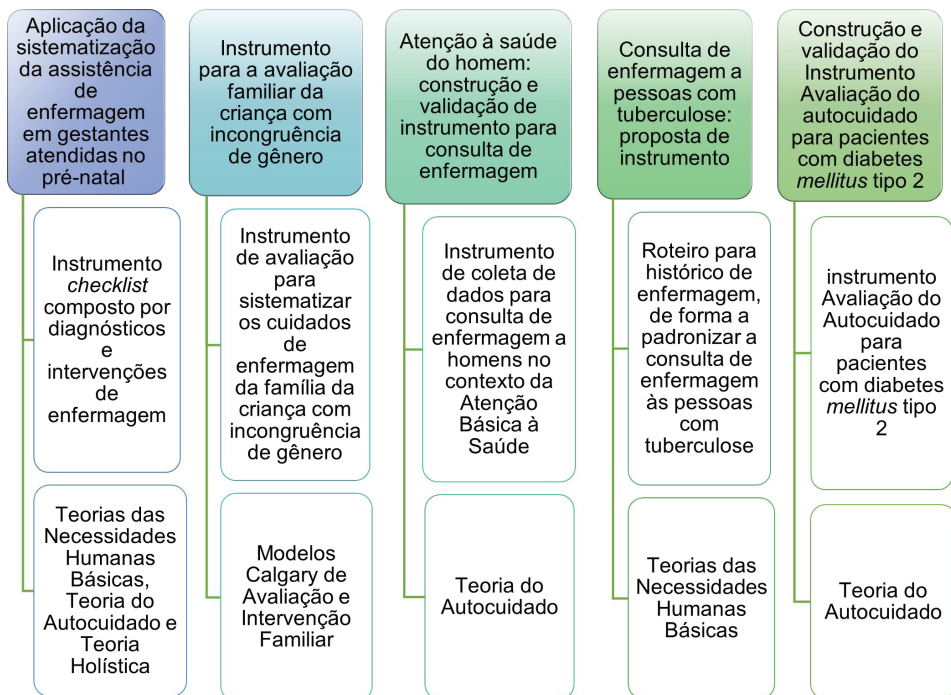 Aplicação da
sistematização
da assistência
de
enfermagem
em gestantes
atendidas no
pré-natal
Instrumento
checklist
composto por
diagnósticos
e
intervenções
de
enfermagem
Teorias das
Necessidades
Humanas
Básicas,
Teoria do
Autocuidado e
Teoria
Holística
Instrumento
para a avaliação
familiar da
criança com
incongruência
de gênero
Instrumento
de avaliação
para
sistematizar
os cuidados
de
enfermagem
da família da
criança com
incongruência
de gênero
Modelos
Calgary de
Avaliação e
Intervenção
Familiar
Atenção à saúde
do homem:
construção e
validação de
instrumento para
consulta de
enfermagem
Instrumento
de coleta de
dados para
consulta de
enfermagem a
homens no
contexto da
Atenção
Básica à
Saúde
Teoria do
Autocuidado
Consulta de
enfermagem a
pessoas com
tuberculose:
proposta de
instrumento
Roteiro para
histórico de
enfermagem,
de forma a
padronizar a
consulta de
enfermagem
às pessoas
com
tuberculose
Teorias das
Necessidades
Humanas
Básicas
Construção e
validação do
Instrumento
Avaliação do
autocuidado
para pacientes
com diabetes
mellitus tipo 2
instrumento
Avaliação do
Autocuidado
para
pacientes
com diabetes
mellitus tipo
2
Teoria do
Autocuidado